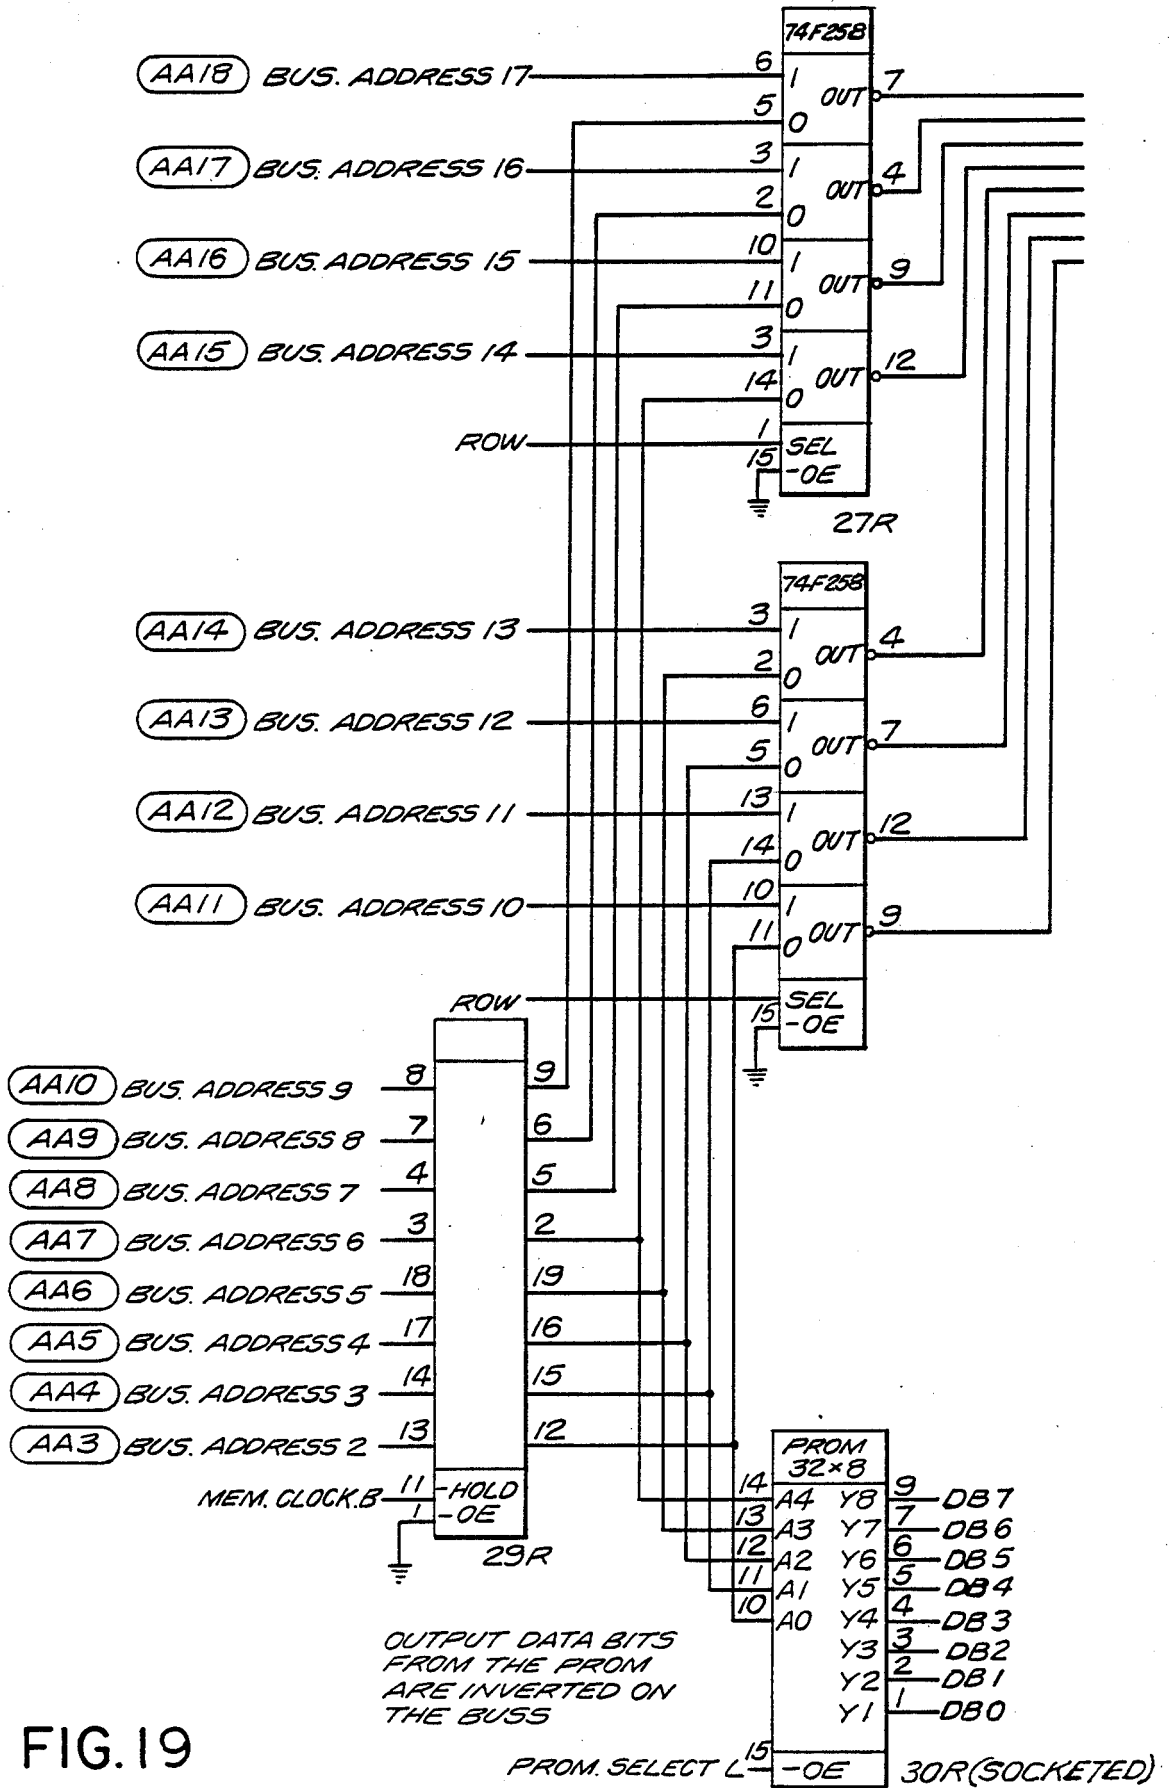 74F258
AA18 BUS. ADDRESS 17 6 1 OUT 7
5 0
AA17 BUS. ADDRESS 16 3 1 OUT 4
2 0
AA16 BUS. ADDRESS 15 10 1 OUT 9
11 0
AA15 BUS. ADDRESS 14 3 1 OUT 12
14 0
ROW 1 SEL
15 -OE
27R
74F258
AA14 BUS. ADDRESS 13 3 1 OUT 4
2 0
AA13 BUS. ADDRESS 12 6 1 OUT 7
5 0
AA12 BUS. ADDRESS 11 13 1 OUT 12
14 0
AA11 BUS. ADDRESS 10 10 1 OUT 9
11 0
ROW SEL
15 -OE
AA10 BUS. ADDRESS 9 8 9
AA9 BUS. ADDRESS 8 7 6
AA8 BUS. ADDRESS 7 4 5
AA7 BUS. ADDRESS 6 3 2
AA6 BUS. ADDRESS 5 18 19
AA5 BUS. ADDRESS 4 17 16
AA4 BUS. ADDRESS 3 14 15
AA3 BUS. ADDRESS 2 13 12
MEM. CLOCK.B 11 -HOLD
1 -OE
29R
PROM
32×8
14 A4 Y8 9 DB7
13 A3 Y7 7 DB6
12 A2 Y6 6 DB5
11 A1 Y5 5 DB4
10 A0 Y4 4 DB3
Y3 3 DB2
Y2 2 DB1
Y1 1 DB0
PROM. SELECT L 15 -OE
30R (SOCKETED)
OUTPUT DATA BITS
FROM THE PROM
ARE INVERTED ON
THE BUSS
FIG.19